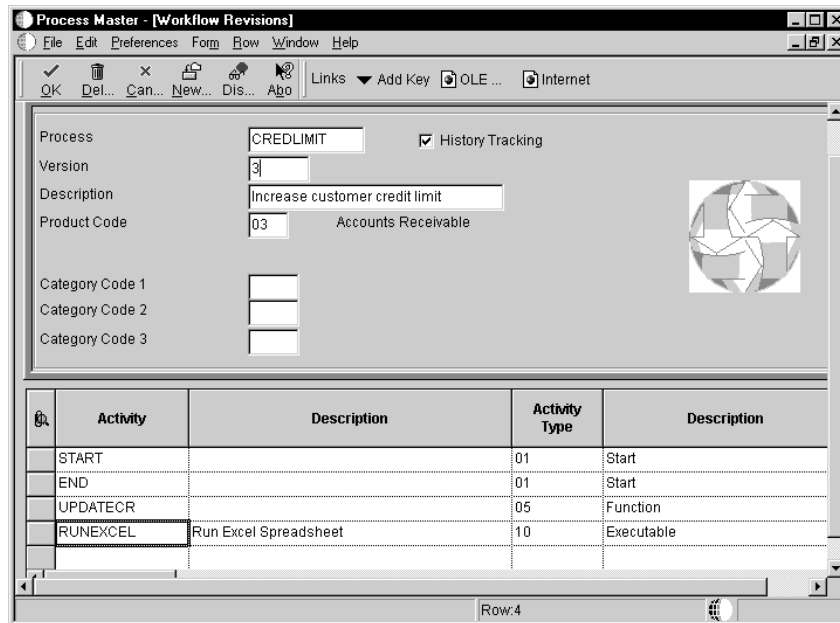 Process Master - [Workflow Revisions]
File Edit Preferences Form Row Window Help
OK Del... Can... New... Dis... Abo Links Add Key OLE ... Internet
Process CREDLIMIT History Tracking
Version 3
Description Increase customer credit limit
Product Code 03 Accounts Receivable
Category Code 1
Category Code 2
Category Code 3
Activity Description Activity Type Description
START 01 Start
END 01 Start
UPDATECR 05 Function
RUNEXCEL Run Excel Spreadsheet 10 Executable
Row:4